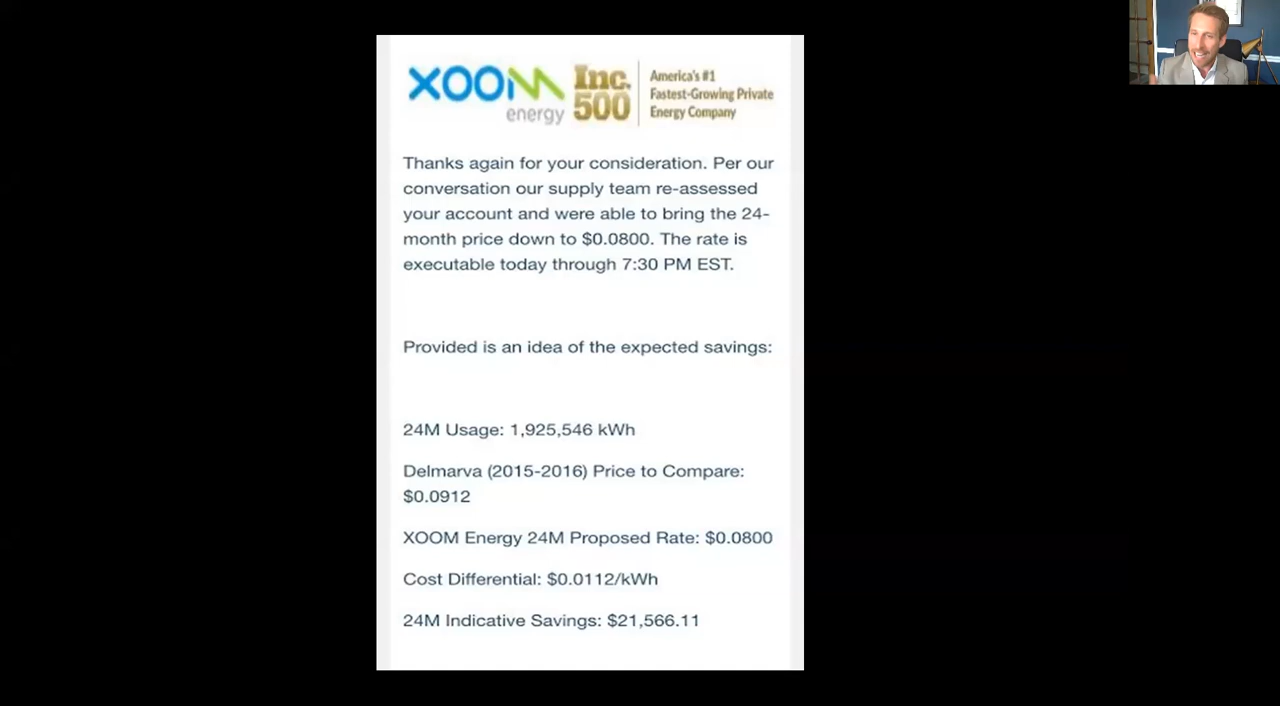 XOOM
energy
Inc.
500
America's #1
Fastest-Growing Private
Energy Company
Thanks again for your consideration. Per our
conversation our supply team re-assessed
your account and were able to bring the 24-
month price down to $0.0800. The rate is
executable today through 7:30 PM EST.
Provided is an idea of the expected savings:
24M Usage: 1,925,546 kWh
Delmarva (2015-2016) Price to Compare:
$0.0912
XOOM Energy 24M Proposed Rate: $0.0800
Cost Differential: $0.0112/kWh
24M Indicative Savings: $21,566.11